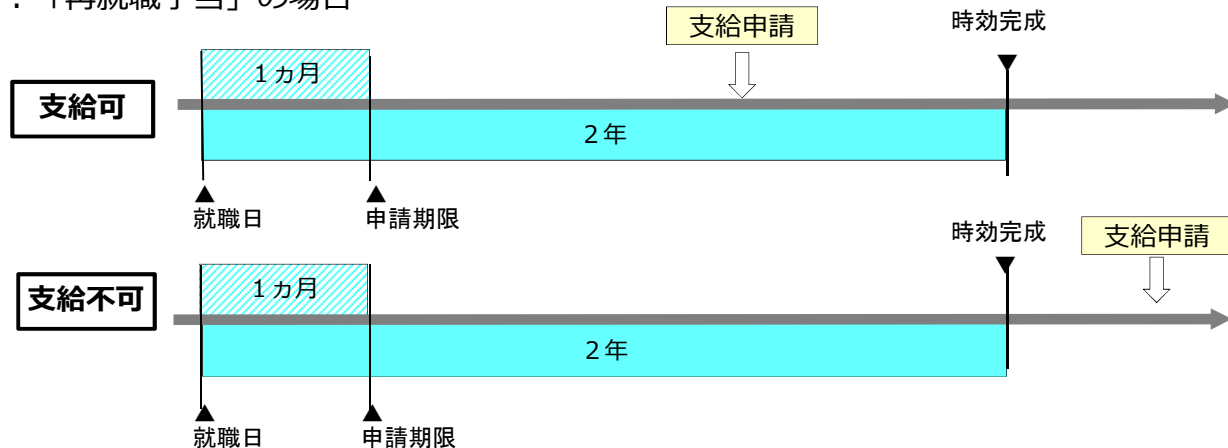 ：「再就職手当」の場合
支給申請
時効完成
１ヵ月
支給可
２年
就職日
申請期限
時効完成
支給申請
１ヵ月
支給不可
２年
就職日
申請期限